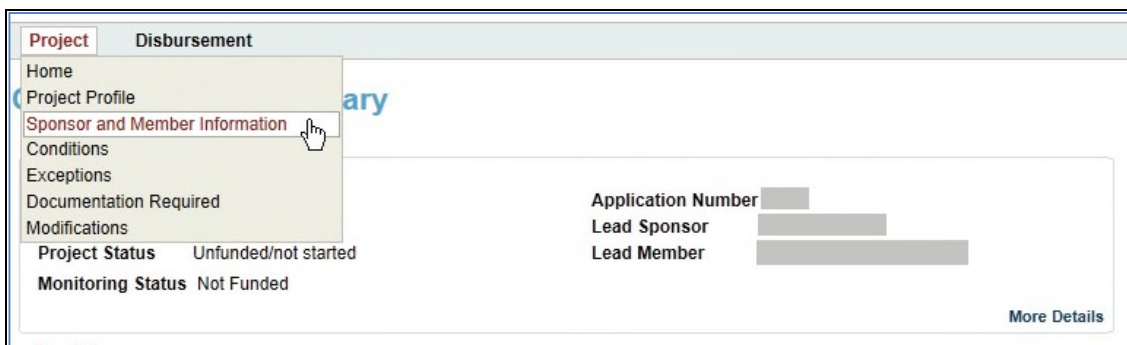 Project Disbursement
Home
Project Profile
ary
Sponsor and Member Information
Conditions
Exceptions
Documentation Required
Application Number
Modifications
Lead Sponsor
Project Status Unfunded/not started
Lead Member
Monitoring Status Not Funded
More Details